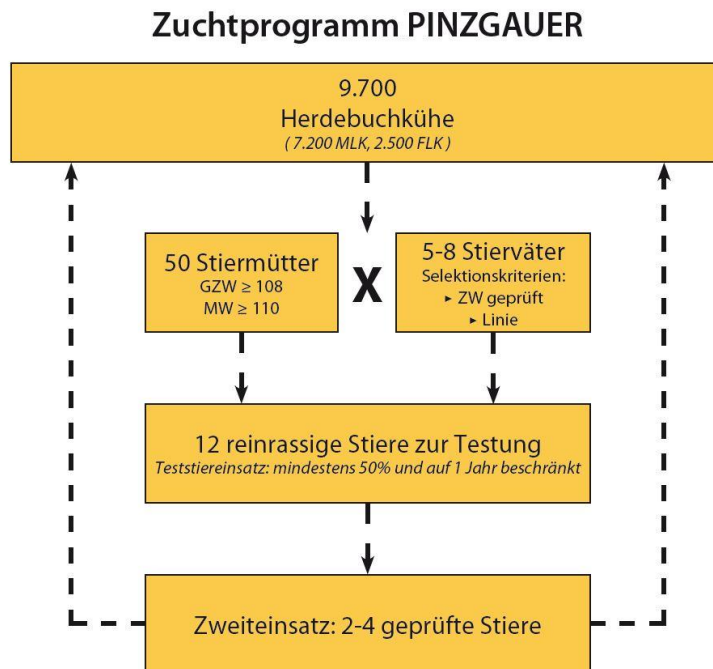 Zuchtprogramm PINZGAUER
9.700
Herdebuchkühe
( 7.200 MLK, 2.500 FLK )
50 Stiermütter
GZW ≥ 108
MW ≥ 110
X
5-8 Stierväter
Selektionskriterien:
▸ ZW geprüft
▸ Linie
12 reinrassige Stiere zur Testung
Teststiereinsatz: mindestens 50% und auf 1 Jahr beschränkt
Zweiteinsatz: 2-4 geprüfte Stiere